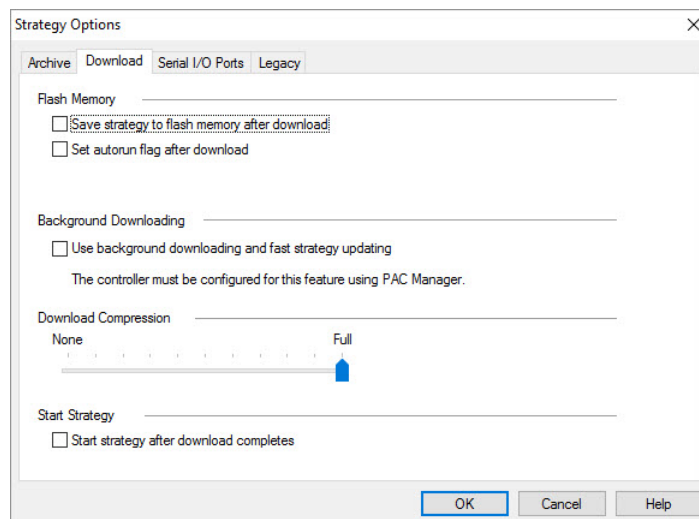 Strategy Options
Archive Download Serial I/O Ports Legacy
Flash Memory
Save strategy to flash memory after download
Set autorun flag after download
Background Downloading
Use background downloading and fast strategy updating
The controller must be configured for this feature using PAC Manager.
Download Compression
None Full
Start Strategy
Start strategy after download completes
OK Cancel Help